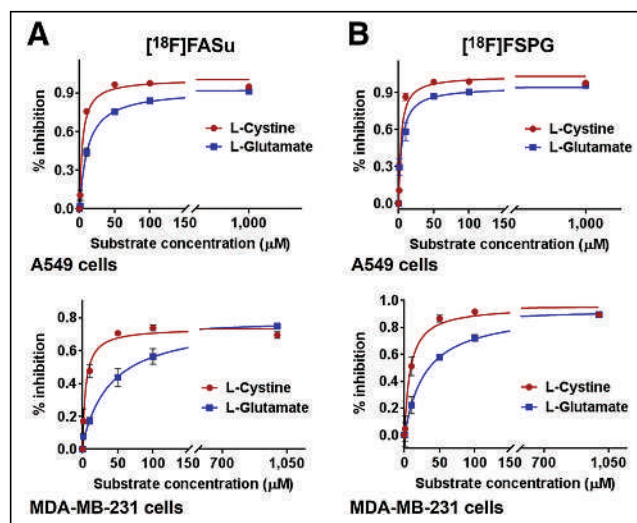 A
[¹⁸F]FASu
B
[¹⁸F]FSPG
% inhibition
0.9
0.6
0.3
0.0
L-Cystine
L-Glutamate
0 50 100 150 1,000
Substrate concentration (μM)
A549 cells
% inhibition
0.9
0.6
0.3
0.0
L-Cystine
L-Glutamate
0 50 100 150 1,000
Substrate concentration (μM)
A549 cells
% inhibition
0.8
0.6
0.4
0.2
0.0
L-Cystine
L-Glutamate
0 50 100 150 700 1,050
Substrate concentration (μM)
MDA-MB-231 cells
% inhibition
1.0
0.8
0.6
0.4
0.2
0.0
L-Cystine
L-Glutamate
0 50 100 150 700 1,050
Substrate concentration (μM)
MDA-MB-231 cells